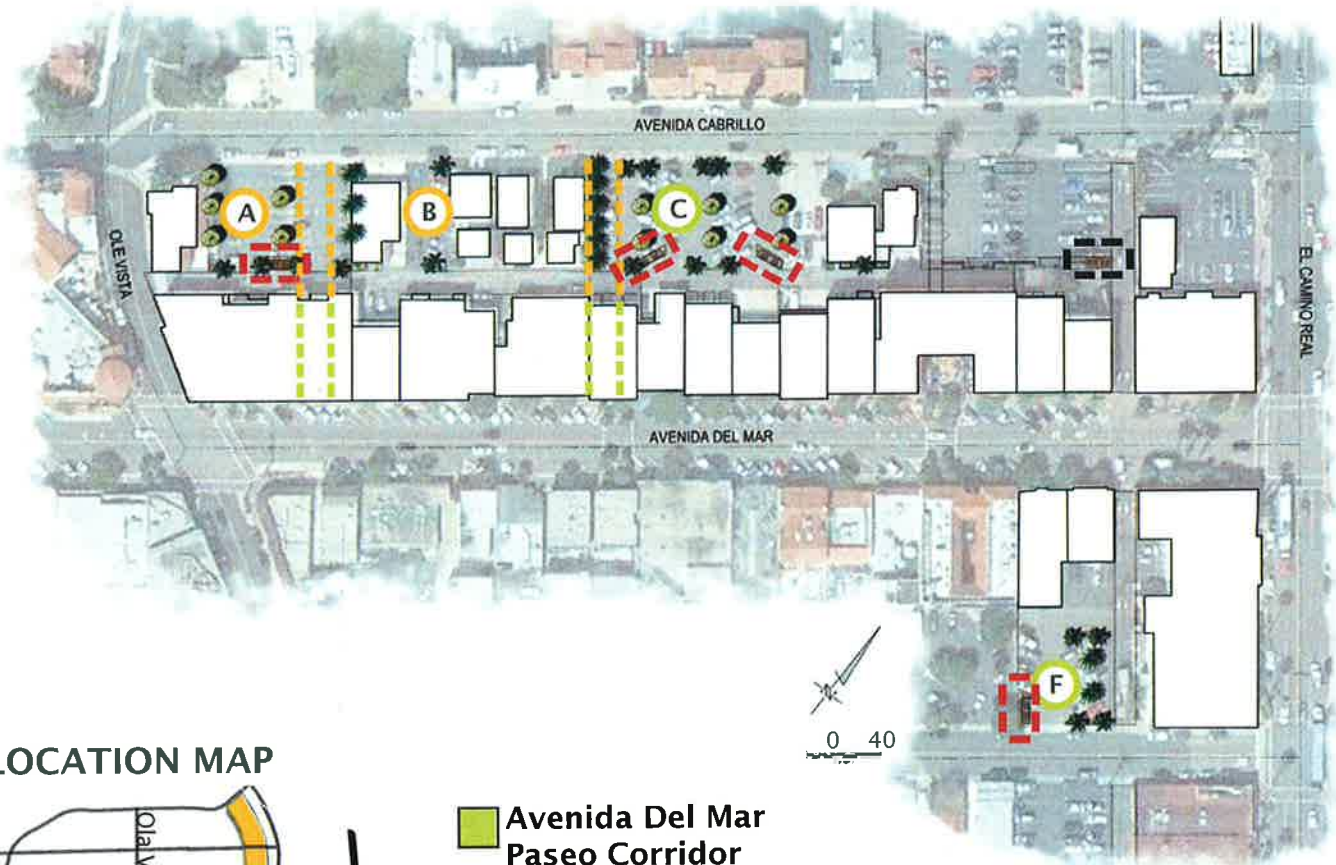 AVENIDA CABRILLO
A
B
C
OLE VISTA
EL CAMINO REAL
AVENIDA DEL MAR
F
0 40
LOCATION MAP
Ola V
Avenida Del Mar
Paseo Corridor